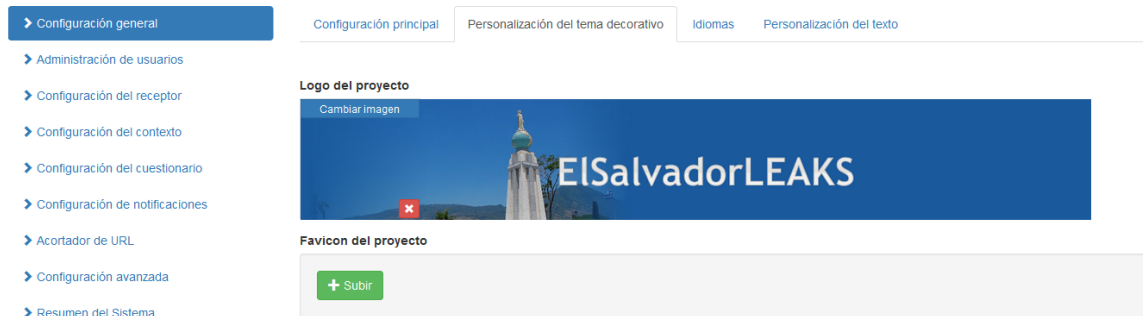 Configuración general
Administración de usuarios
Configuración del receptor
Configuración del contexto
Configuración del cuestionario
Configuración de notificaciones
Acortador de URL
Configuración avanzada
Resumen del Sistema
Configuración principal
Personalización del tema decorativo
Idiomas
Personalización del texto
Logo del proyecto
Cambiar imagen
ElSalvadorLEAKS
Favicon del proyecto
Subir